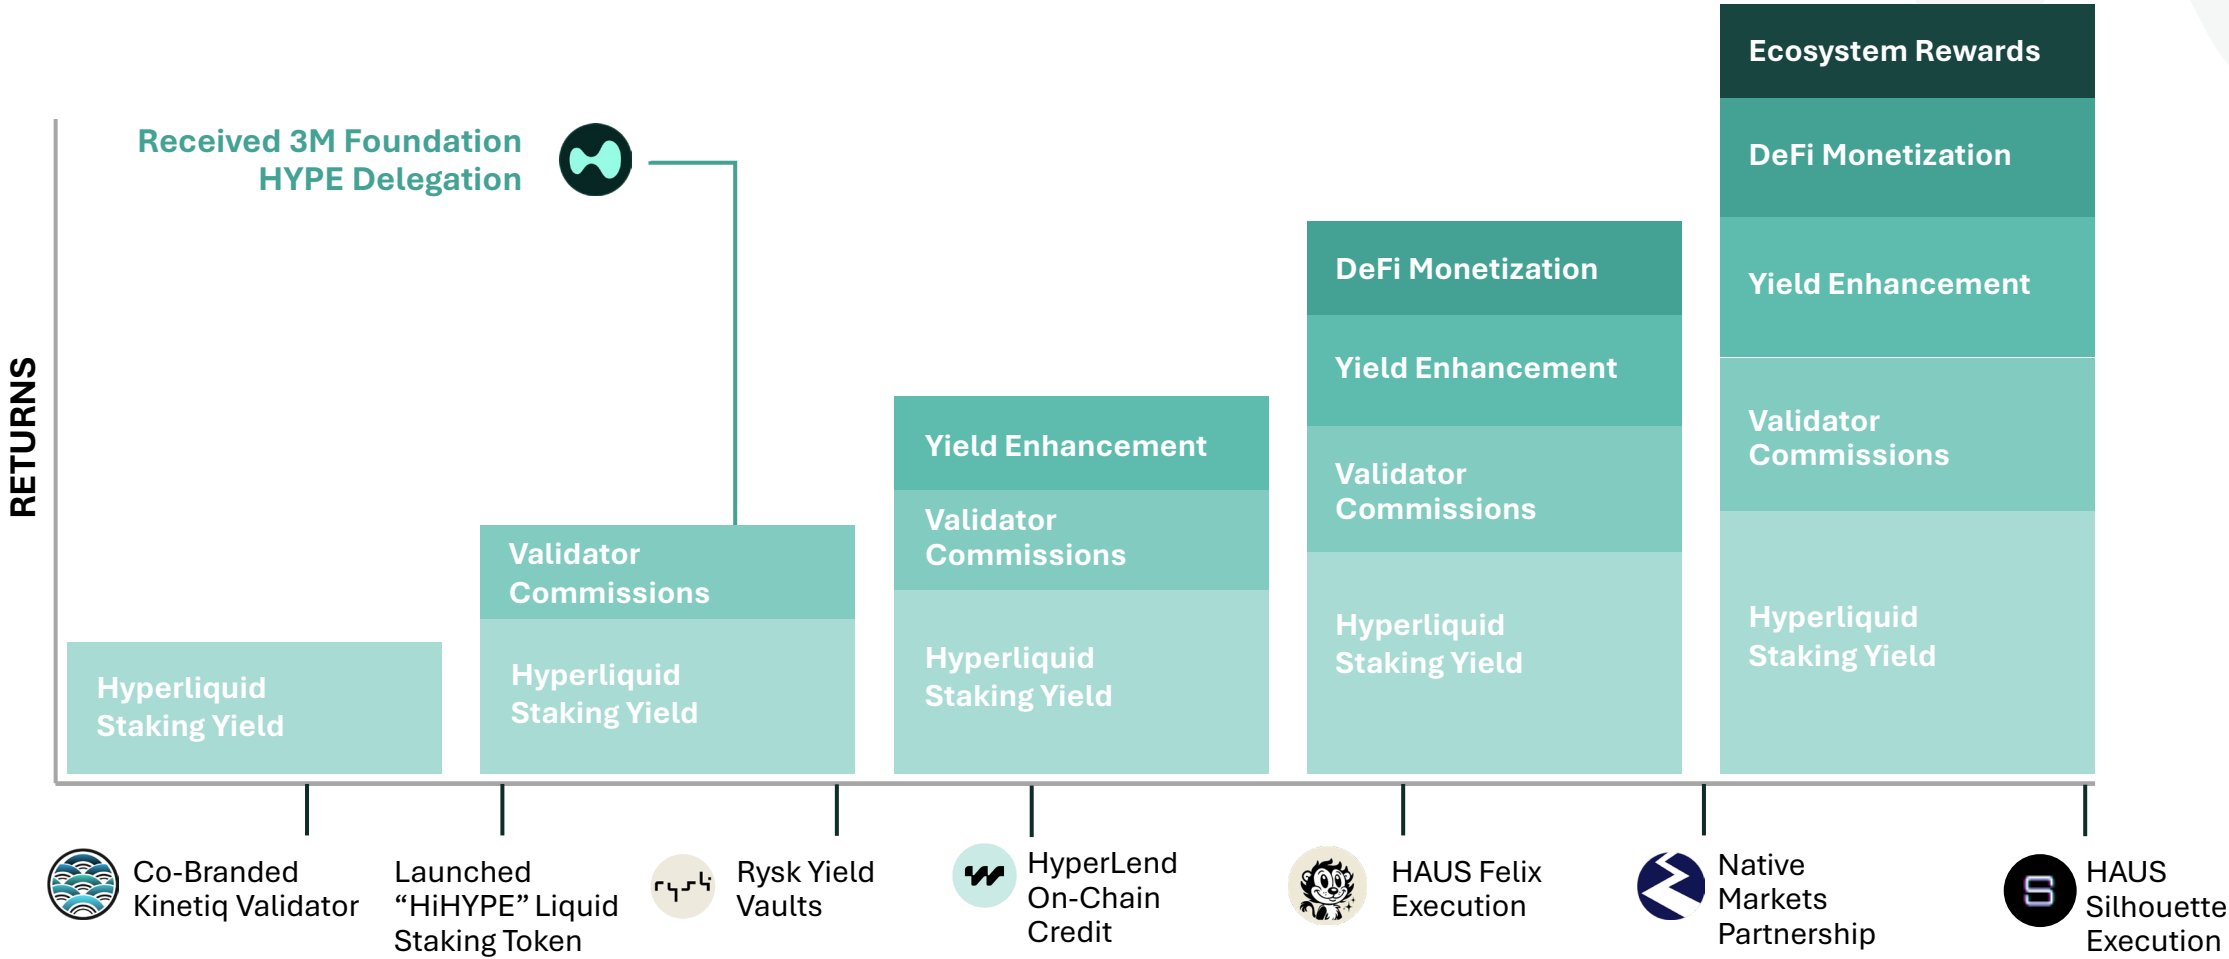 Received 3M Foundation
HYPE Delegation
RETURNS
Hyperliquid
Staking Yield
Validator
Commissions
Hyperliquid
Staking Yield
Yield Enhancement
Validator
Commissions
Hyperliquid
Staking Yield
DeFi Monetization
Yield Enhancement
Validator
Commissions
Hyperliquid
Staking Yield
Ecosystem Rewards
DeFi Monetization
Yield Enhancement
Validator
Commissions
Hyperliquid
Staking Yield
Co-Branded
Kinetiq Validator
Launched
“HiHYPE” Liquid
Staking Token
rysk
Rysk Yield
Vaults
HyperLend
On-Chain
Credit
HAUS Felix
Execution
Native
Markets
Partnership
S
HAUS
Silhouette
Execution